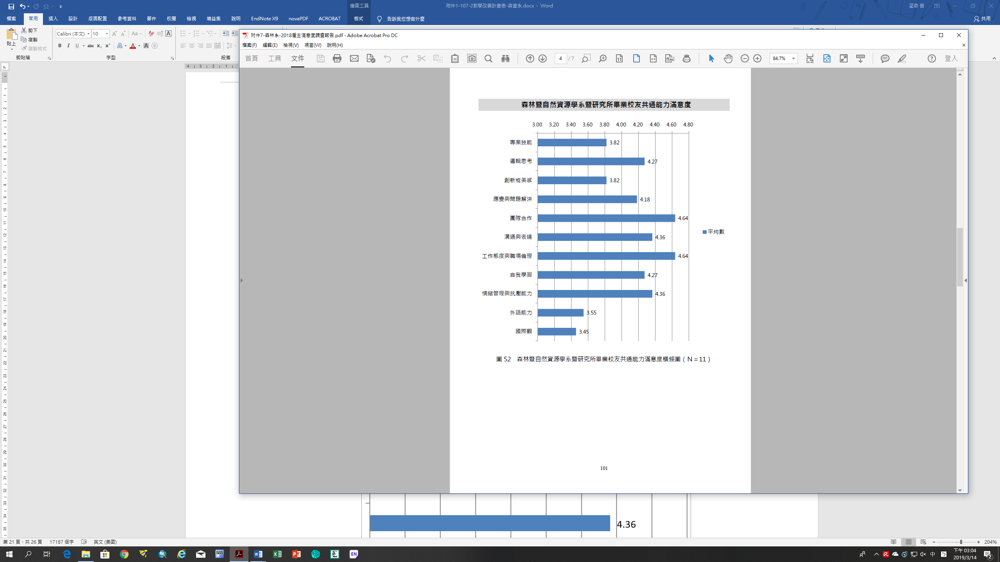 繪圖工具
附件1-107-2教學改善計畫表-森資系.docx - Word
呈奇 蔡
檔案 常用 插入 設計 版面配置 參考資料 郵件 校閱 檢視 增益集 說明 EndNote X9 novaPDF ACROBAT 格式 告訴我您想做什麼 共用
剪下
Calibri (本文) 10
複製
貼上
複製格式
剪貼簿 字型 段落
附件7-森林系-2018雇主滿意度調查報告.pdf - Adobe Acrobat Pro DC
檔案(F) 編輯(E) 檢視(V) 視窗(W) 說明(H)
首頁 工具 文件 4 / 7 84.7% 登入
森林暨自然資源學系暨研究所畢業校友共通能力滿意度
3.00 3.20 3.40 3.60 3.80 4.00 4.20 4.40 4.60 4.80
專業技能 3.82
邏輯思考 4.27
創新或美感 3.82
應變與問題解決 4.18
團隊合作 4.64
平均數
溝通與表達 4.36
工作態度與職場倫理 4.64
自我學習 4.27
情緒管理與抗壓能力 4.36
外語能力 3.55
國際觀 3.45
圖 52 森林暨自然資源學系暨研究所畢業校友共通能力滿意度橫條圖（N＝11）
101
4.36
第 21 頁，共 26 頁 17187 個字 英文 (美國) 204%
下午 03:04
2019/3/14